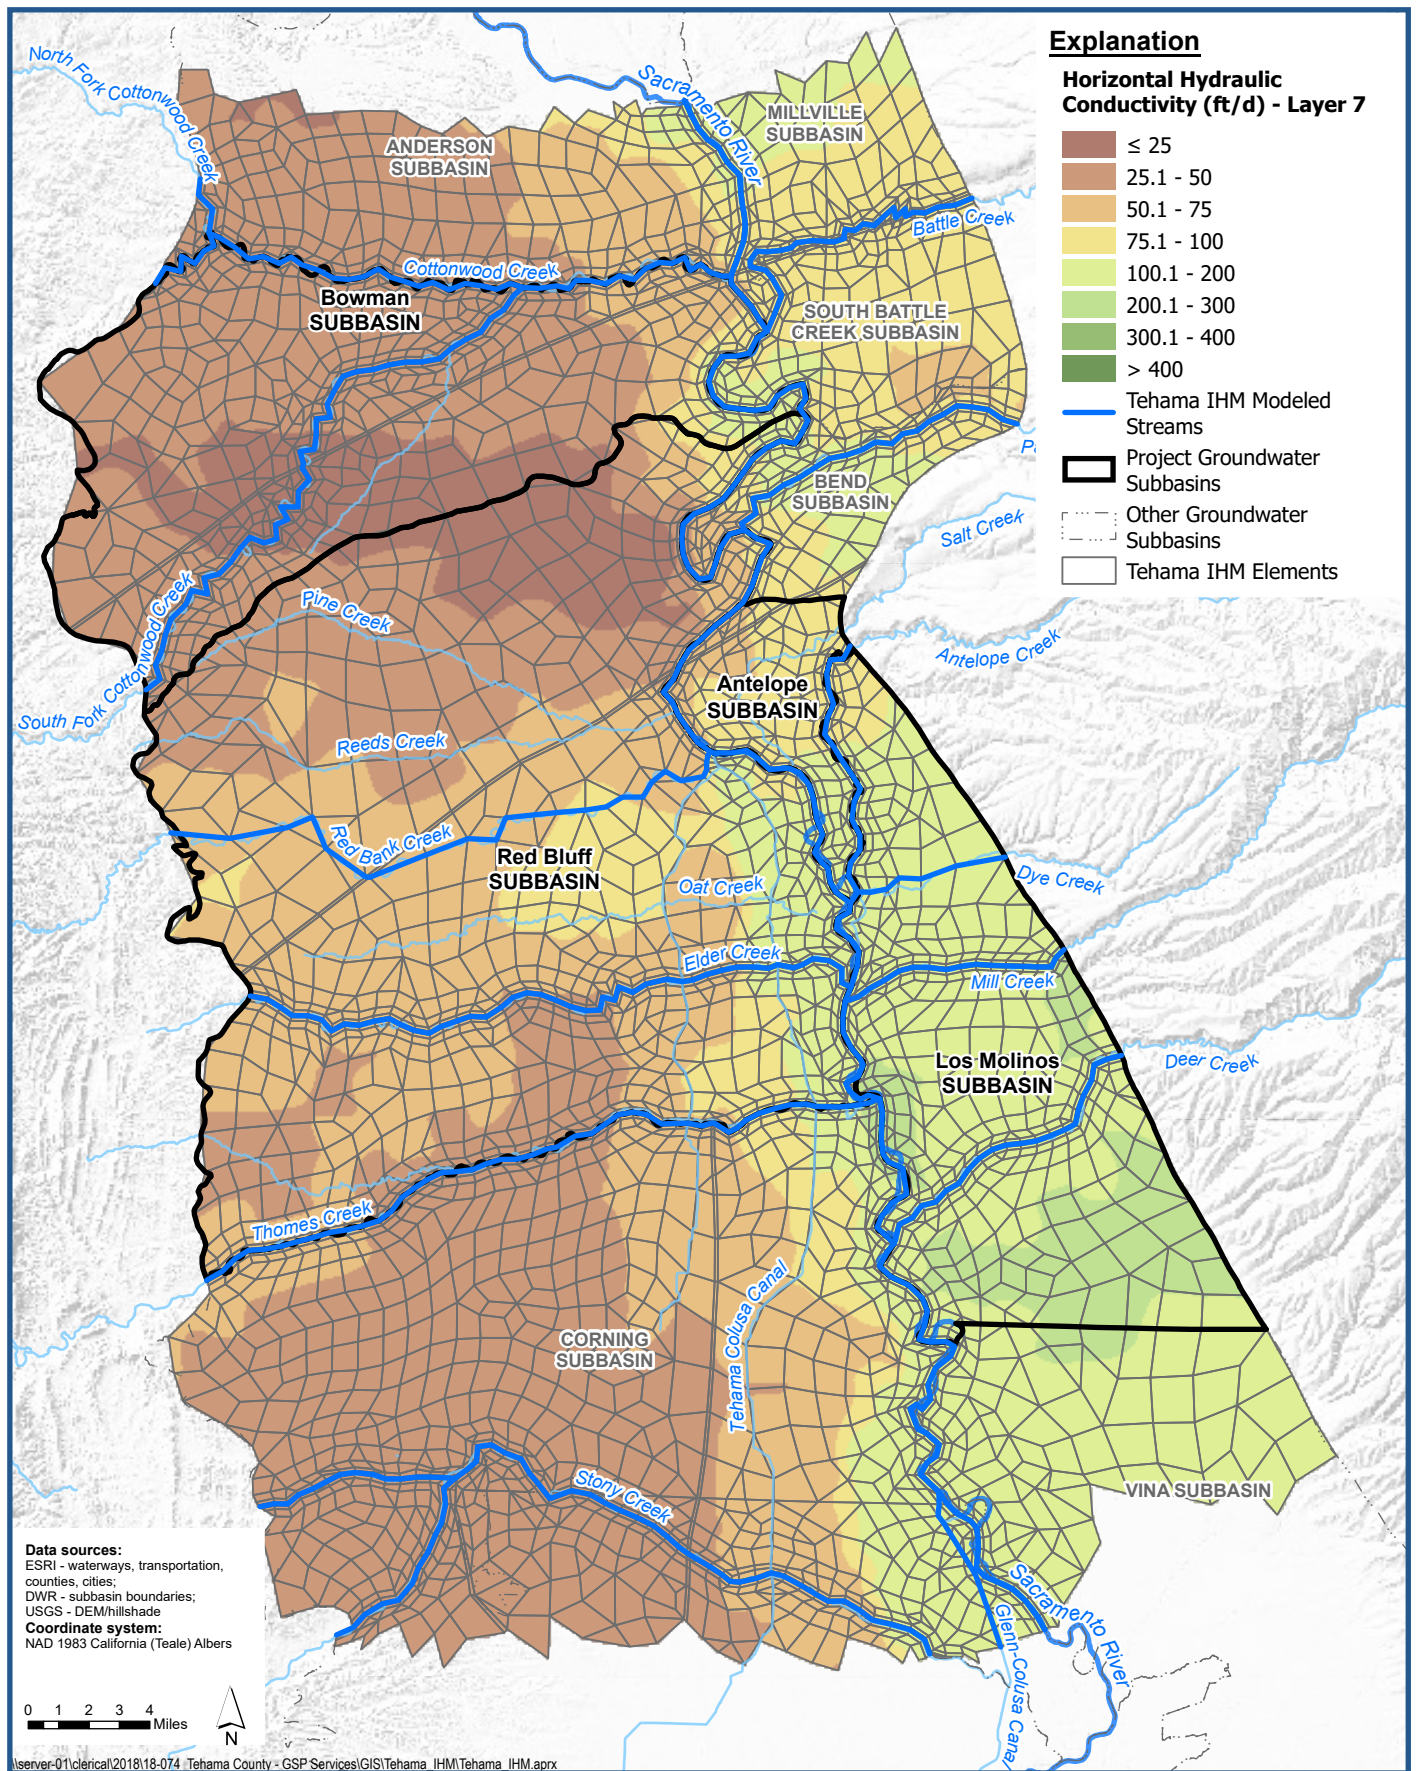 Explanation
Horizontal Hydraulic
Conductivity (ft/d) - Layer 7
≤ 25
25.1 - 50
50.1 - 75
75.1 - 100
100.1 - 200
200.1 - 300
300.1 - 400
> 400
Tehama IHM Modeled
Streams
Project Groundwater
Subbasins
Other Groundwater
Subbasins
Tehama IHM Elements
North Fork Cottonwood Creek
Sacramento River
MILLVILLE
SUBBASIN
ANDERSON
SUBBASIN
Battle Creek
Cottonwood Creek
Bowman
SUBBASIN
SOUTH BATTLE
CREEK SUBBASIN
BEND
SUBBASIN
Salt Creek
Pine Creek
South Fork Cottonwood Creek
Antelope Creek
Antelope
SUBBASIN
Reeds Creek
Red Bank Creek
Red Bluff
SUBBASIN
Oat Creek
Dye Creek
Elder Creek
Mill Creek
Los Molinos
SUBBASIN
Deer Creek
Thomes Creek
Tehama Colusa Canal
CORNING
SUBBASIN
Stony Creek
VINA SUBBASIN
Sacramento River
Glenn-Colusa Canal
Data sources:
ESRI - waterways, transportation,
counties, cities;
DWR - subbasin boundaries;
USGS - DEM/hillshade
Coordinate system:
NAD 1983 California (Teale) Albers
0 1 2 3 4
Miles
N
\\server-01\clerical\2018\18-074_Tehama County - GSP Services\GIS\Tehama_IHM\Tehama_IHM.aprx